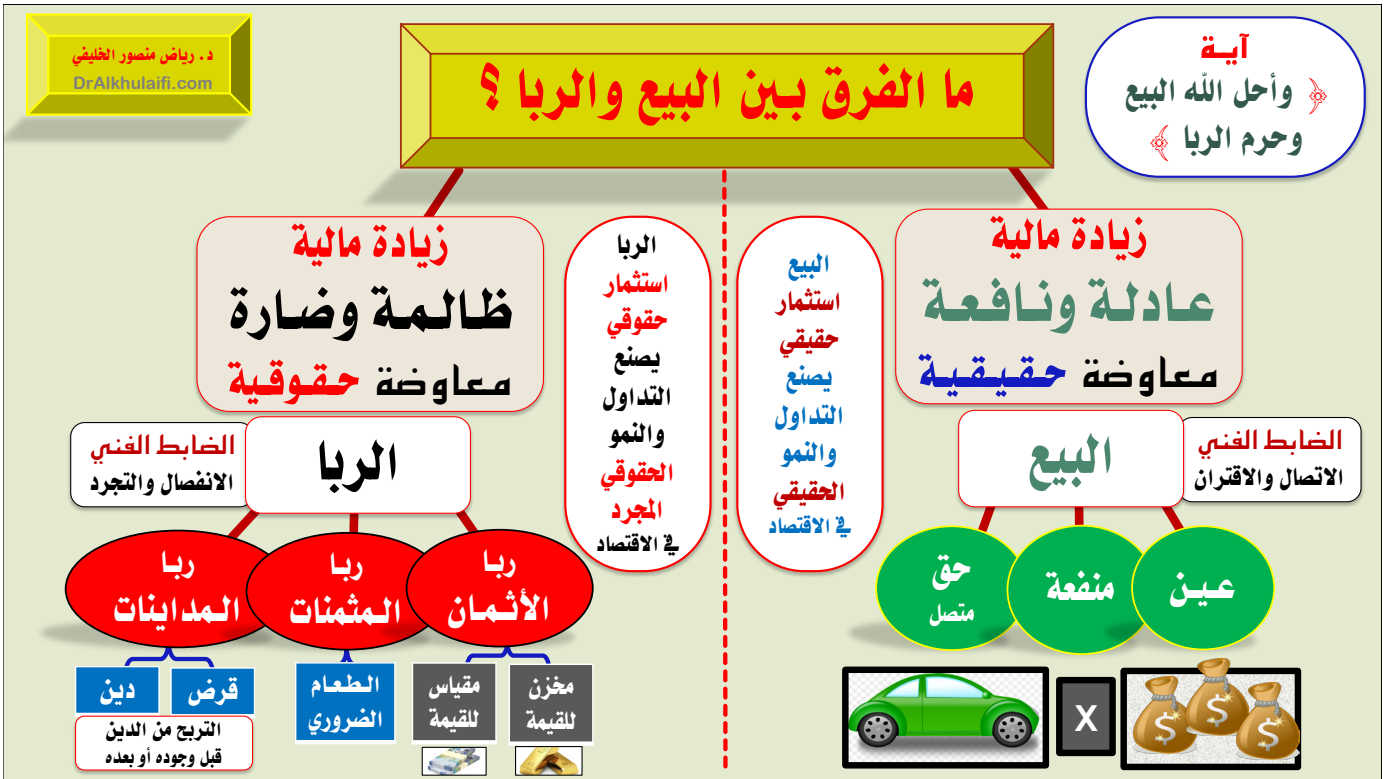 آية
﴿ وأحل الله البيع
وحرم الربا ﴾
ما الفرق بين البيع والربا ؟
د. رياض منصور الخليفي
DrAlkhulaifi.com
زيادة مالية
عادلة ونافعة
معاوضة حقيقية
البيع
استثمار
حقيقي
يصنع
التداول
والنمو
الحقيقي
في الاقتصاد
الضابط الفني
الاتصال والاقتران
البيع
عين
منفعة
حق
متصل
X
$
$
$
الربا
استثمار
حقوقي
يصنع
التداول
والنمو
الحقوقي
المجرد
في الاقتصاد
زيادة مالية
ظالمة وضارة
معاوضة حقوقية
الربا
الضابط الفني
الانفصال والتجرد
ربا
الأثمان
ربا
المثمنات
ربا
المداينات
مخزن
للقيمة
مقياس
للقيمة
الطعام
الضروري
قرض
دين
التربح من الدين
قبل وجوده أو بعده